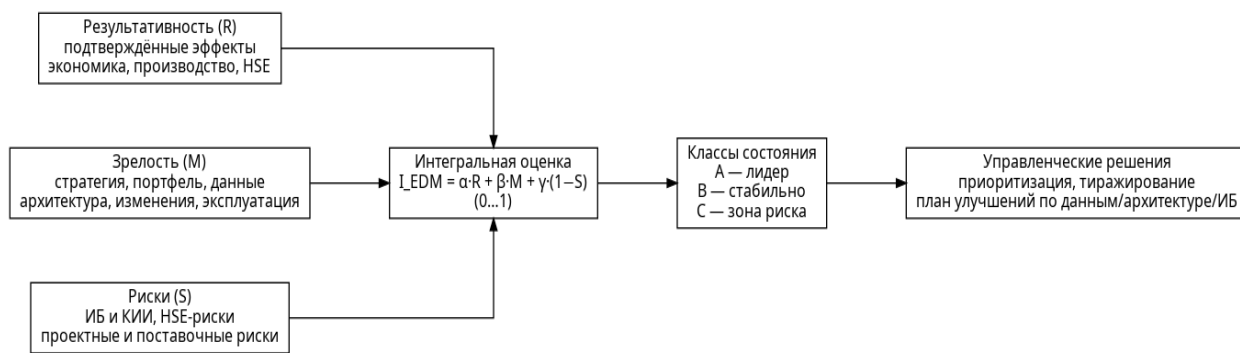 Результативность (R)
подтверждённые эффекты
экономика, производство, HSE
Зрелость (M)
стратегия, портфель, данные
архитектура, изменения, эксплуатация
Риски (S)
ИБ и КИИ, HSE-риски
проектные и поставочные риски
Интегральная оценка
I_EDM = α·R + β·M + γ·(1−S)
(0...1)
Классы состояния
A — лидер
B — стабильно
C — зона риска
Управленческие решения
приоритизация, тиражирование
план улучшений по данным/архитектуре/ИБ